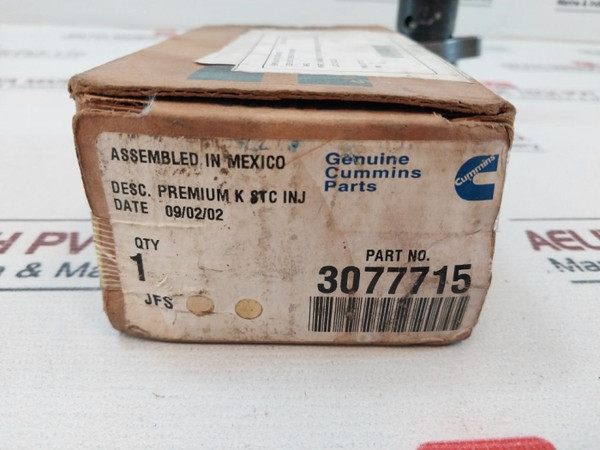 ASSEMBLED IN MEXICO
Genuine
Cummins
Parts
Cummins
DESC. PREMIUM K STC INJ
DATE 09/02/02
QTY
1
PART NO.
3077715
JFS